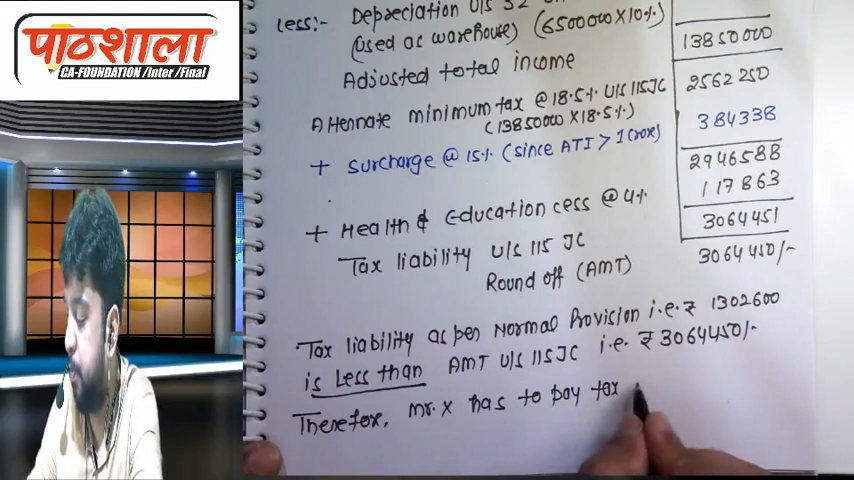 पाठशाला
CA-FOUNDATION /Inter /Final
Less:- Depreciation U/s 32
(used as warehouse) (6500000 X 10%)
13850000
Adjusted total income
Alternate minimum tax @ 18.5% U/s 115JC 2562250
(13850000 X 18.5%)
+ Surcharge @ 15% (since ATI > 1 crore) 384338
2946588
+ Health & Education cess @ 4% 117863
Tax liability U/s 115 JC 3064451
Round off (AMT) 3064450/-
Tax liability as per Normal Provision i.e. ₹ 1302600
is Less than AMT U/s 115JC i.e. ₹ 3064450/-
Therefor, Mr. X has to pay tax